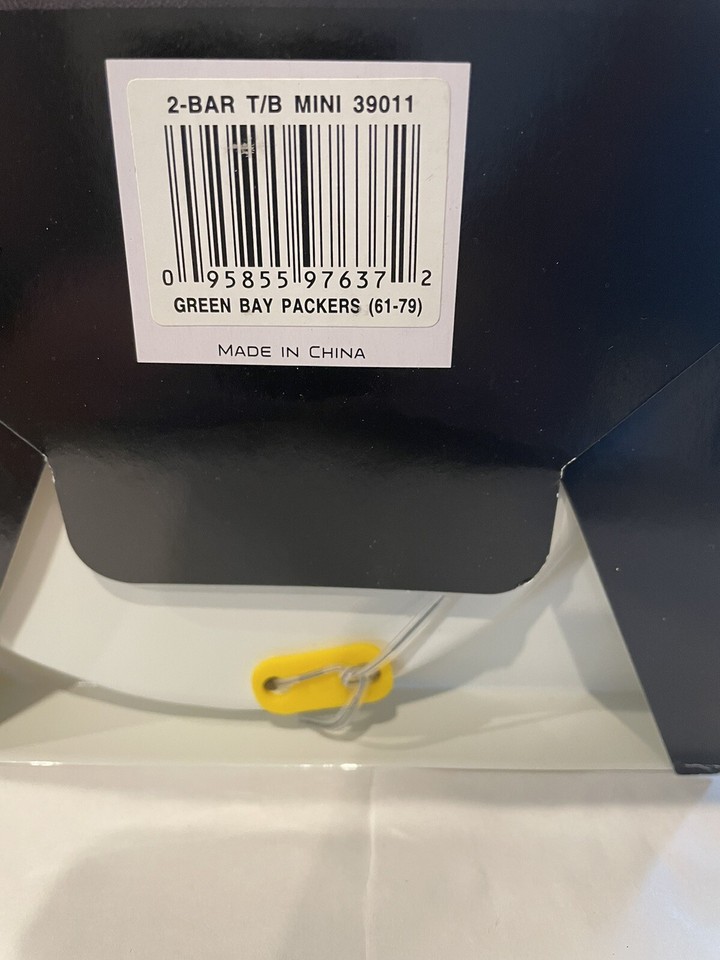 2-BAR T/B MINI 39011
0 95855 97637 2
GREEN BAY PACKERS (61-79)
MADE IN CHINA